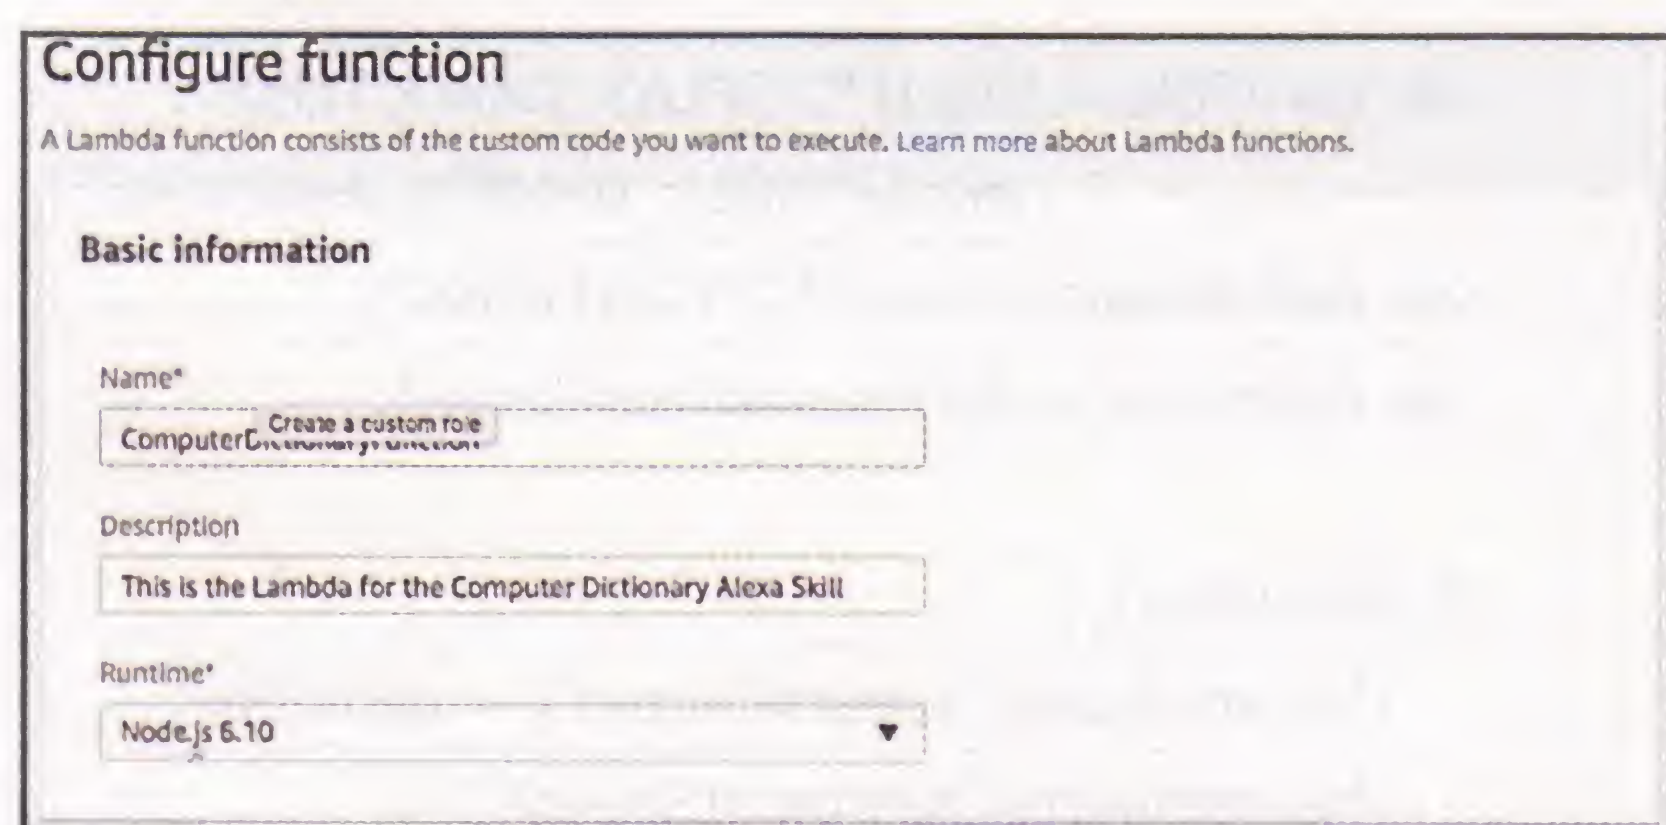 Configure function
A Lambda function consists of the custom code you want to execute. Learn more about Lambda functions.
Basic information
Name*
Create a custom role
Description
This is the Lambda for the Computer Dictionary Alexa Skill
Runtime*
Node.js 6.10